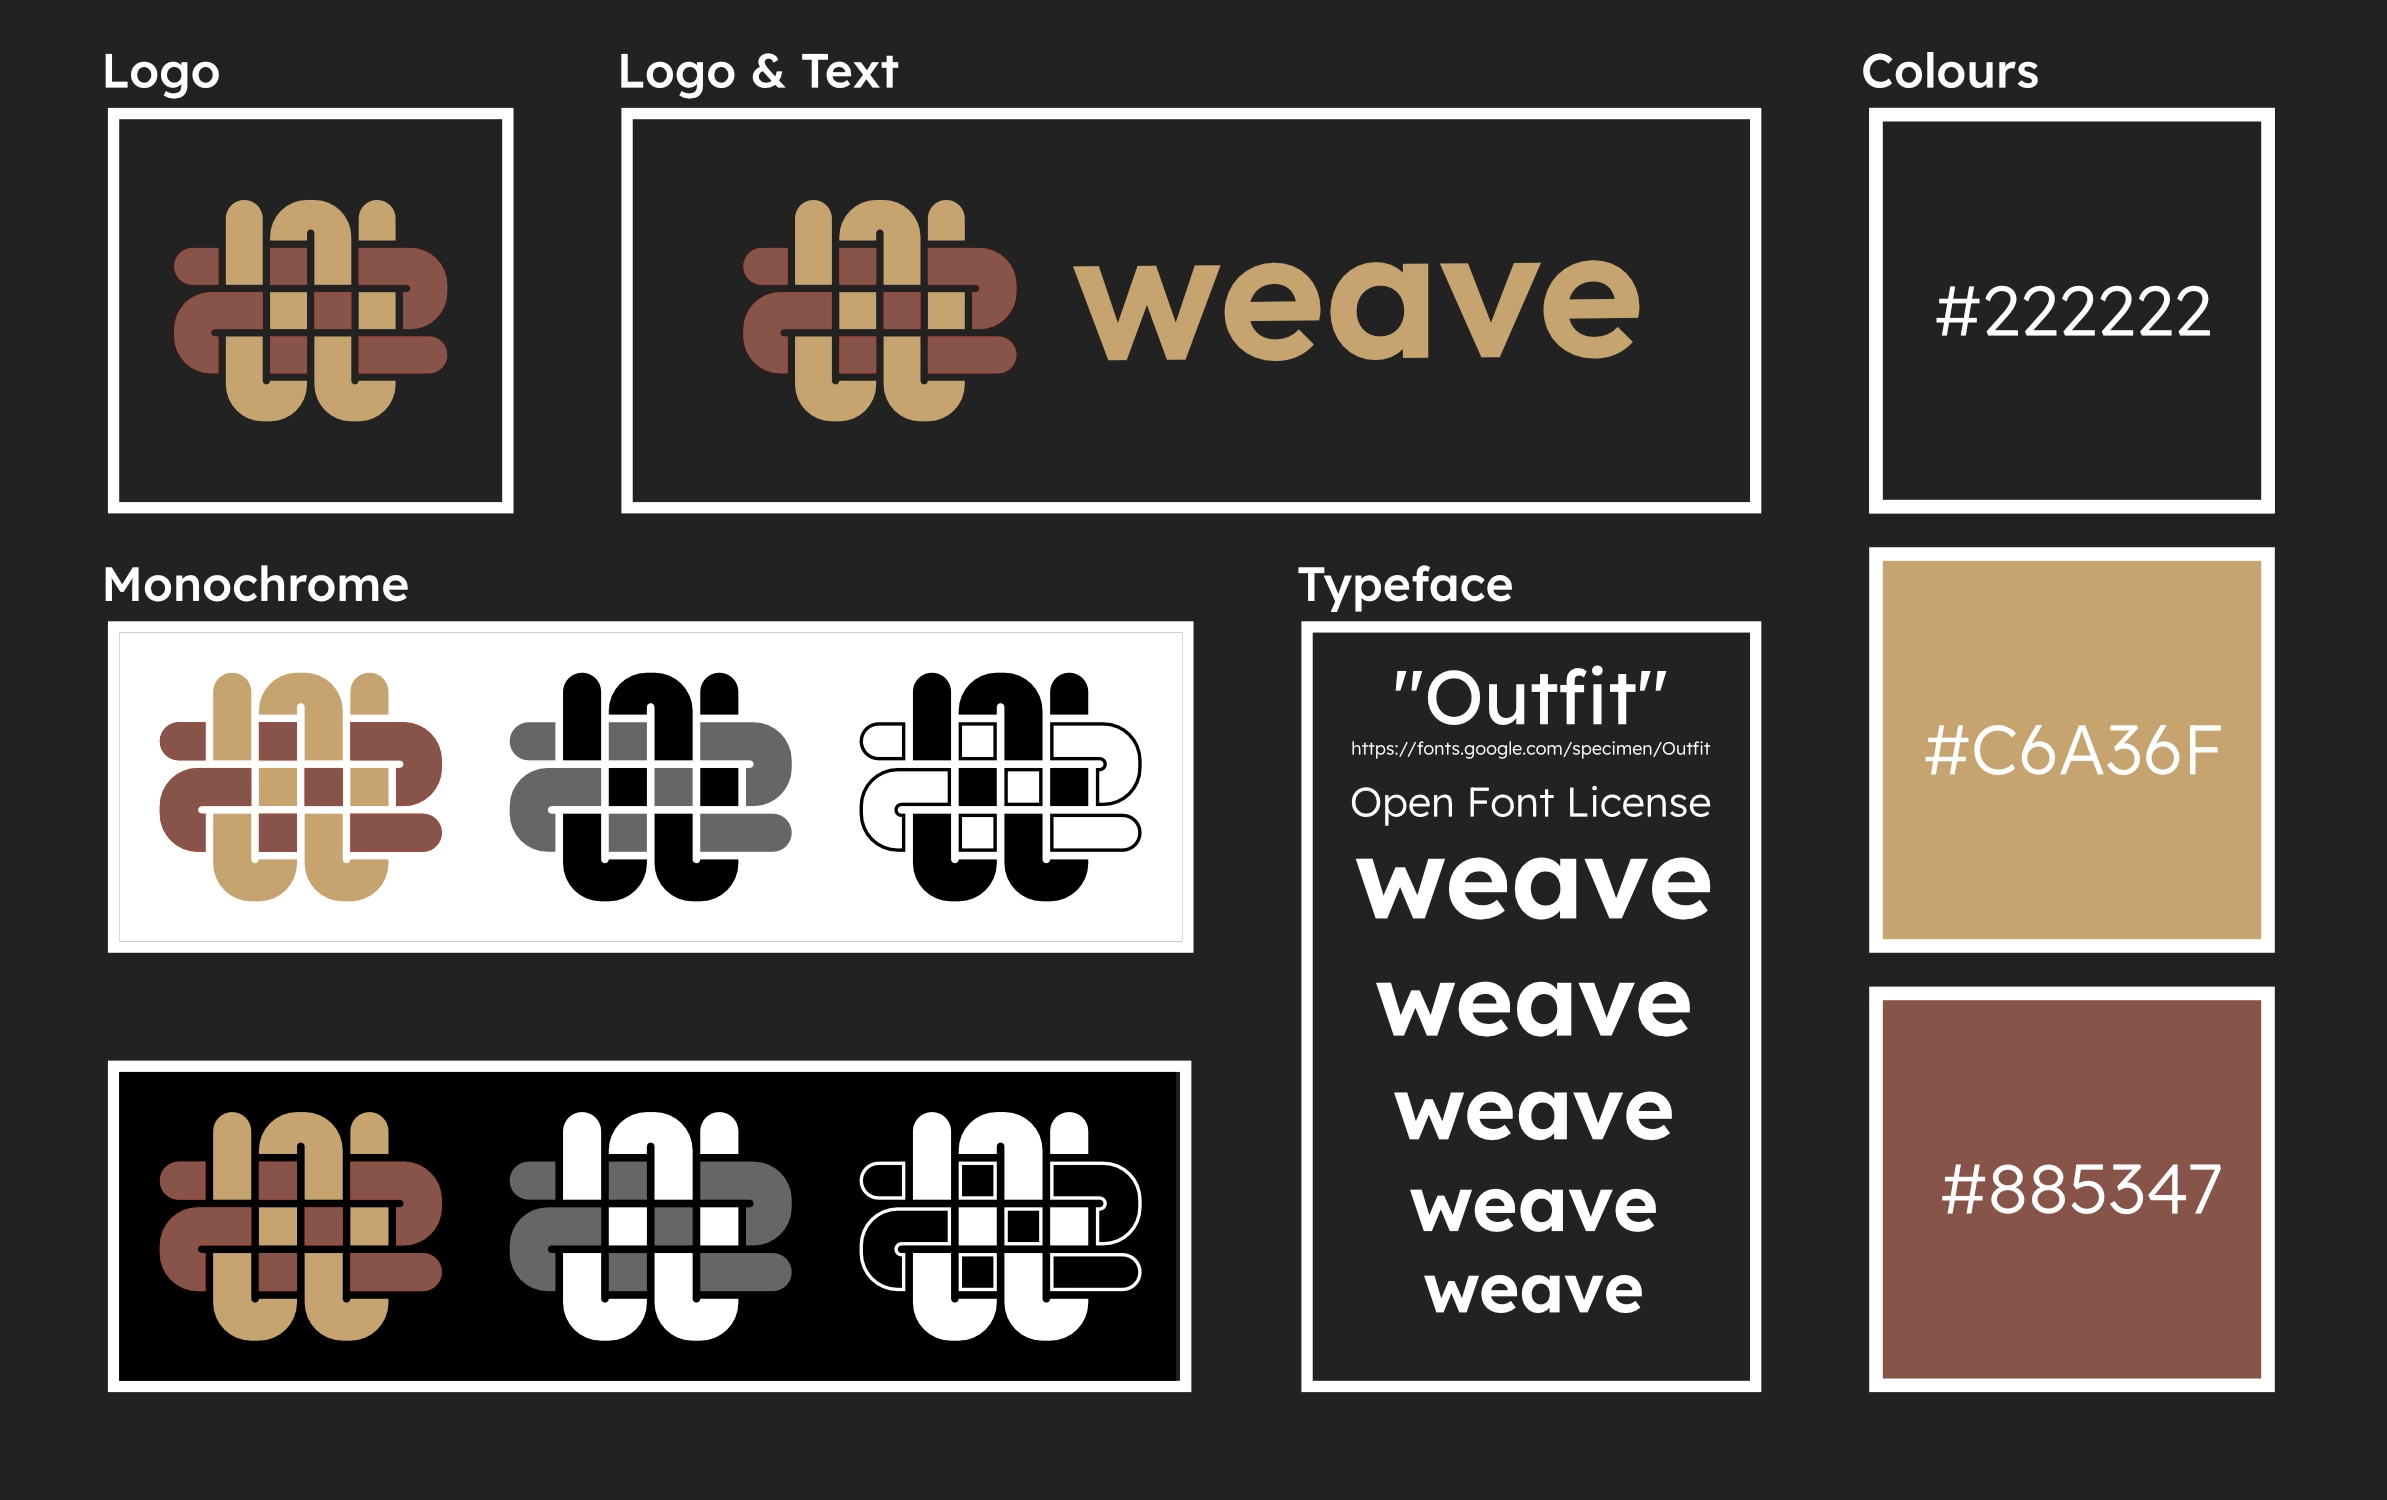 Logo
Logo & Text
weave
Colours
#222222
Monochrome
Typeface
"Outfit"
https://fonts.google.com/specimen/Outfit
Open Font License
weave
weave
weave
weave
weave
#C6A36F
#885347